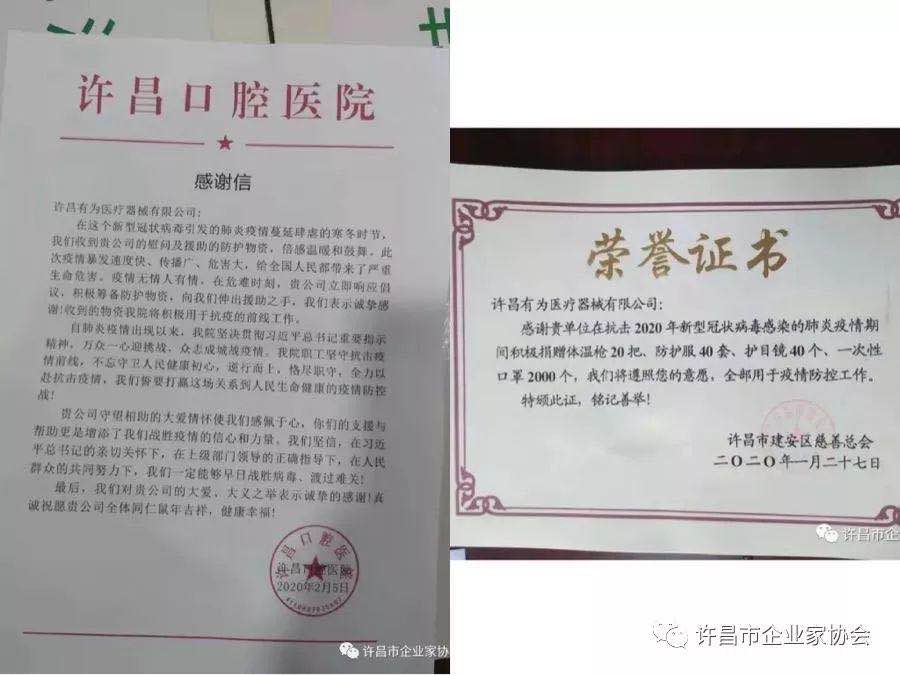 许昌口腔医院
感谢信
许昌有为医疗器械有限公司：
在这个新型冠状病毒引发的肺炎疫情蔓延肆虐的寒冬时节，
我们收到贵公司的慰问及援助的防护物资，倍感温暖和鼓舞。此
次疫情暴发速度快、传播广、危害大，给全国人民都带来了严重
生命危害。疫情无情人有情，在危难时刻，贵公司立即响应倡
议，积极筹备防护物资，向我们伸出援助之手，我们表示诚挚感
谢!收到的物资我院将积极用于抗疫的前线工作。
自肺炎疫情出现以来，我院坚决贯彻习近平总书记重要指示
精神，万众一心迎挑战，众志成城战疫情。我院职工坚守抗击疫
情前线，不忘守卫人民健康初心，逆行而上，恪尽职守，全力以
赴抗击疫情，我们誓要打赢这场关系到人民生命健康的疫情防控
战!
贵公司守望相助的大爱情怀使我们感佩于心，你们的支援与
帮助更是增添了我们战胜疫情的信心和力量。我们坚信，在习近
平总书记的亲切关怀下，在上级部门领导的正确指导下，在人民
群众的共同努力下，我们一定能够早日战胜病毒、渡过难关!
最后，我们对贵公司的大爱、大义之举表示诚挚的感谢!真
诚祝愿贵公司全体同仁鼠年吉祥，健康幸福!
许昌口腔医院
2020年2月5日
许昌市企业家协
荣誉证书
许昌有为医疗器械有限公司：
感谢贵单位在抗击2020年新型冠状病毒感染的肺炎疫情期
间积极捐赠体温枪20把、防护服40套、护目镜40个、一次性
口罩2000个，我们将遵照您的意愿，全部用于疫情防控工作。
特颁此证，铭记善举!
许昌市建安区慈善总会
二〇二〇年一月二十七日
许昌市企
许昌市企业家协会